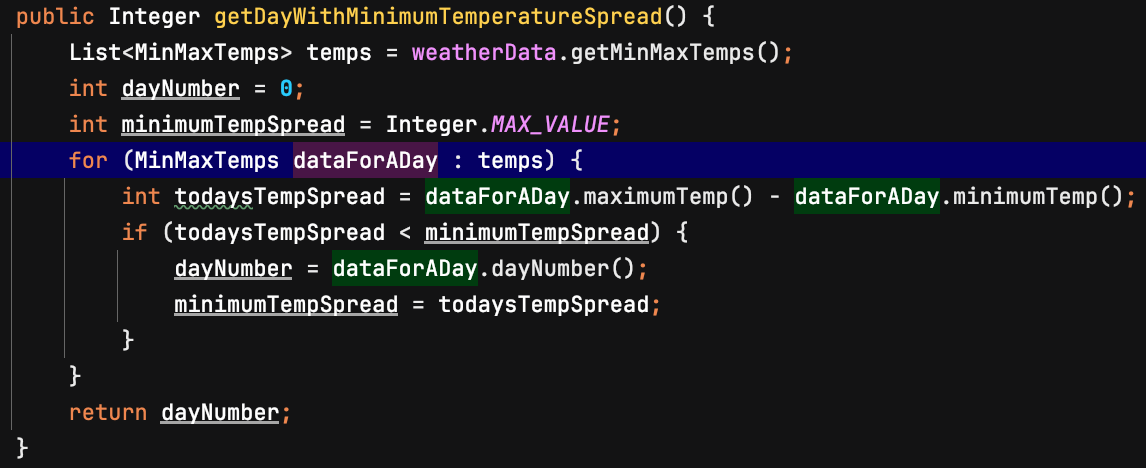 public Integer getDayWithMinimumTemperatureSpread() {
    List<MinMaxTemps> temps = weatherData.getMinMaxTemps();
    int dayNumber = 0;
    int minimumTempSpread = Integer.MAX_VALUE;
    for (MinMaxTemps dataForADay : temps) {
        int todaysTempSpread = dataForADay.maximumTemp() - dataForADay.minimumTemp();
        if (todaysTempSpread < minimumTempSpread) {
            dayNumber = dataForADay.dayNumber();
            minimumTempSpread = todaysTempSpread;
        }
    }
    return dayNumber;
}